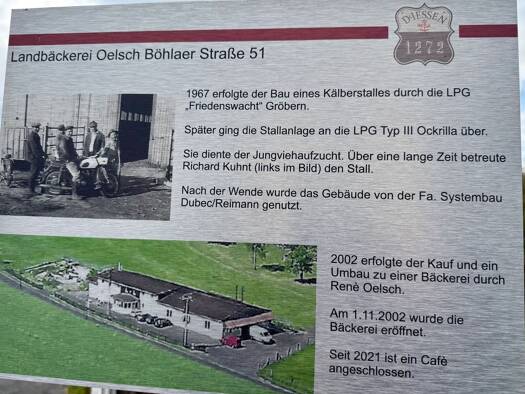 DIESSEN
1272
Landbäckerei Oelsch Böhlaer Straße 51
1967 erfolgte der Bau eines Kälberstalles durch die LPG
„Friedenswacht“ Gröbern.
Später ging die Stallanlage an die LPG Typ III Ockrilla über.
Sie diente der Jungviehaufzucht. Über eine lange Zeit betreute
Richard Kuhnt (links im Bild) den Stall.
Nach der Wende wurde das Gebäude von der Fa. Systembau
Dubec/Reimann genutzt.
2002 erfolgte der Kauf und ein
Umbau zu einer Bäckerei durch
Renè Oelsch.
Am 1.11.2002 wurde die
Bäckerei eröffnet.
Seit 2021 ist ein Cafè
angeschlossen.